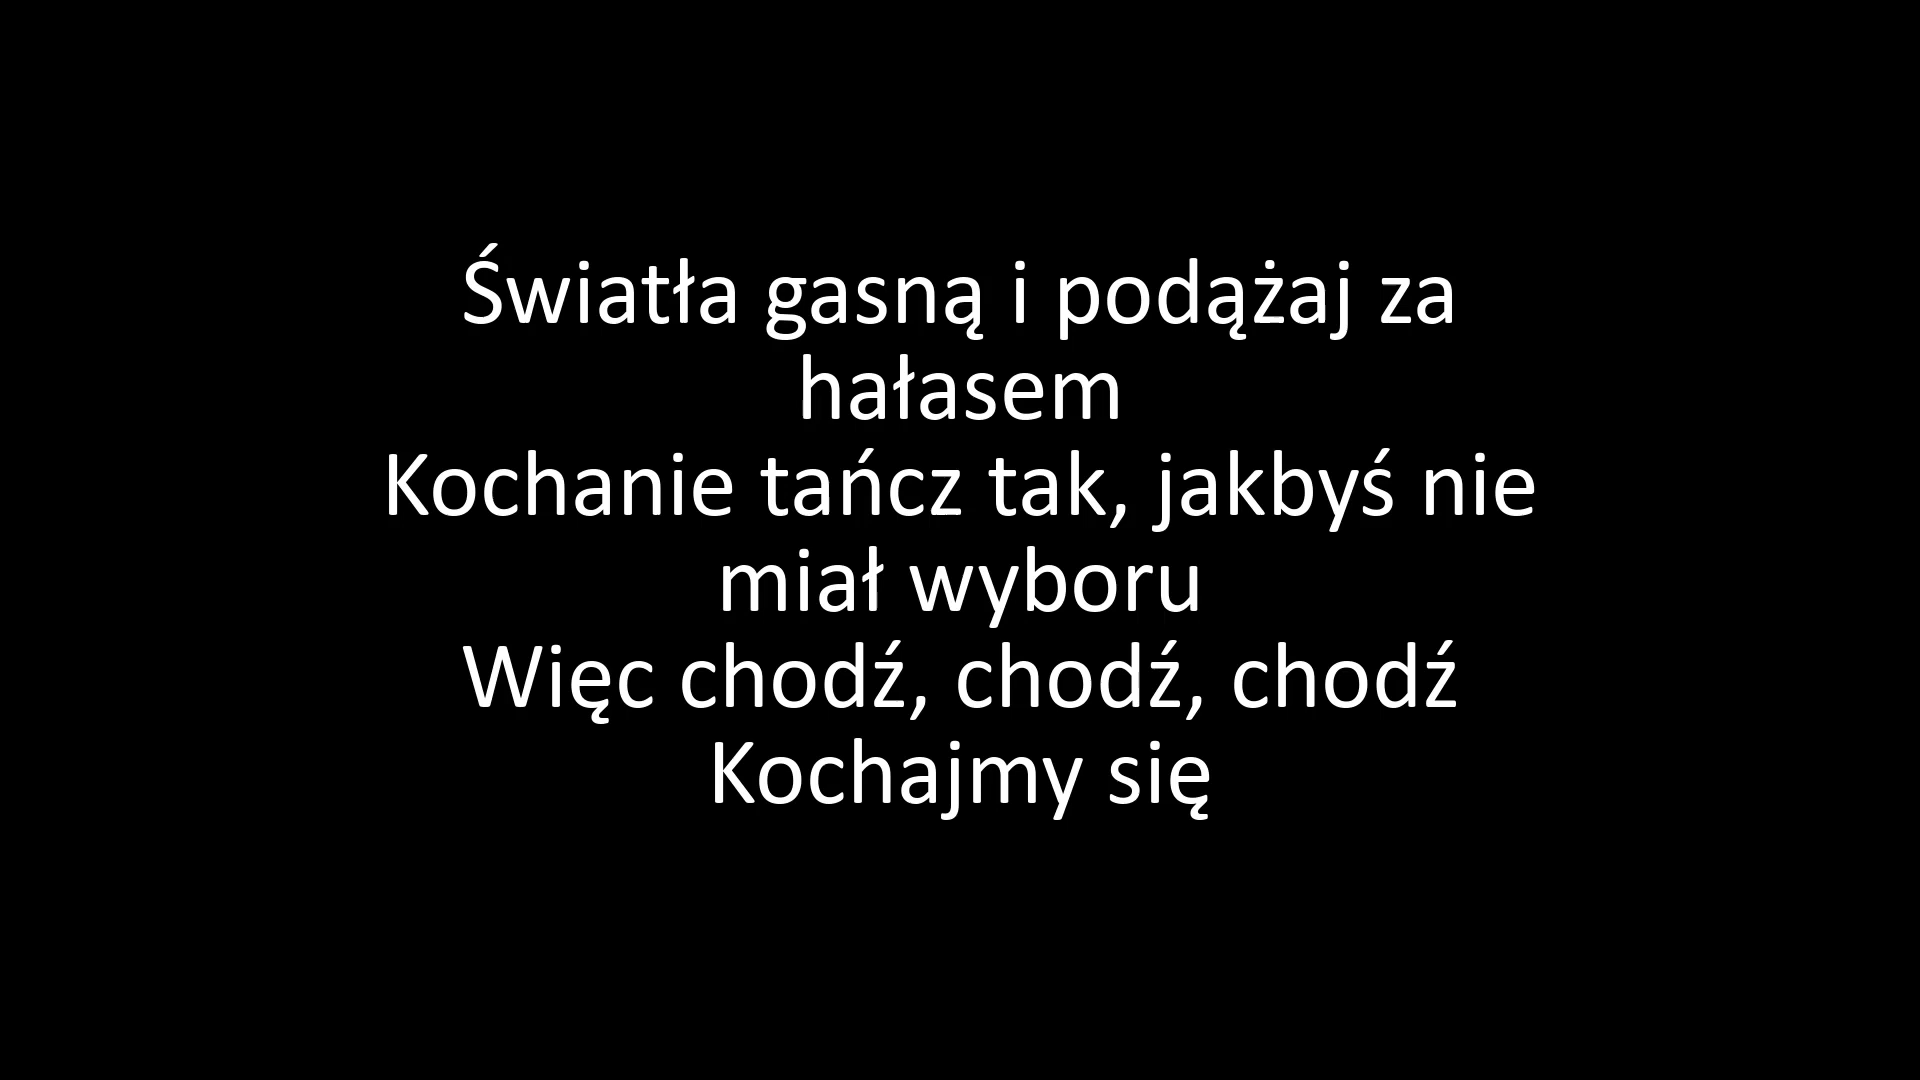 Światła gasną i podążaj za
hałasem
Kochanie tańcz tak, jakbyś nie
miał wyboru
Więc chodź, chodź, chodź
Kochajmy się